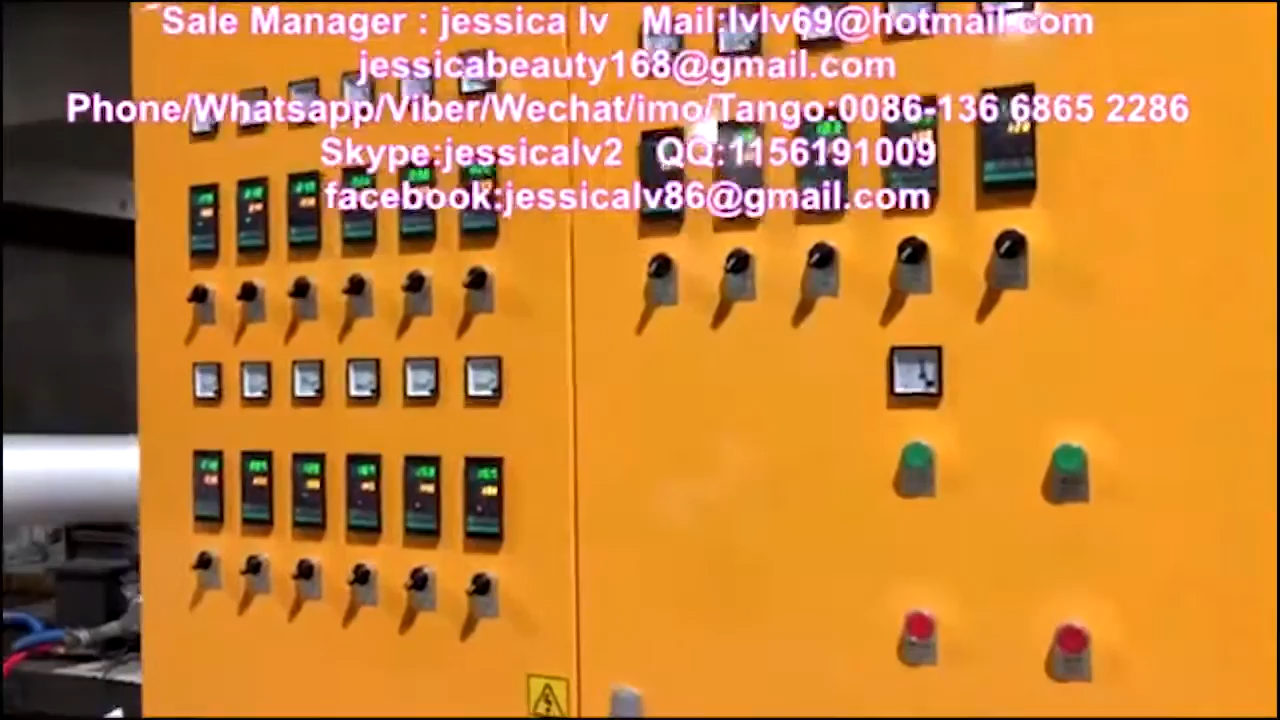 Sale Manager : jessica lv Mail:lvlv69@hotmail.com
jessicabeauty168@gmail.com
Phone/Whatsapp/Viber/Wechat/imo/Tango:0086-136 6865 2286
Skype:jessicalv2 QQ:1156191009
facebook:jessicalv86@gmail.com